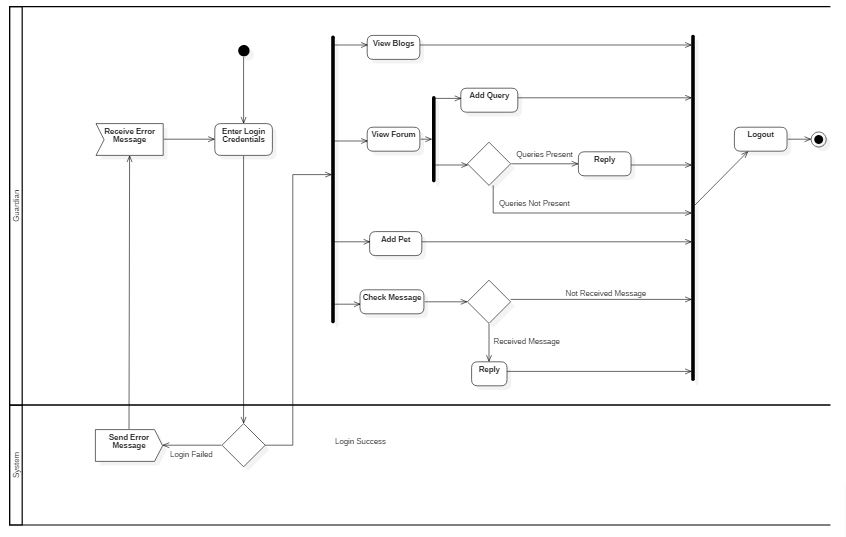 Guardian
System
View Blogs
Add Query
Receive Error
Message
Enter Login
Credentials
View Forum
Logout
Queries Present
Reply
Queries Not Present
Add Pet
Check Message
Not Received Message
Received Message
Reply
Send Error
Message
Login Failed
Login Success